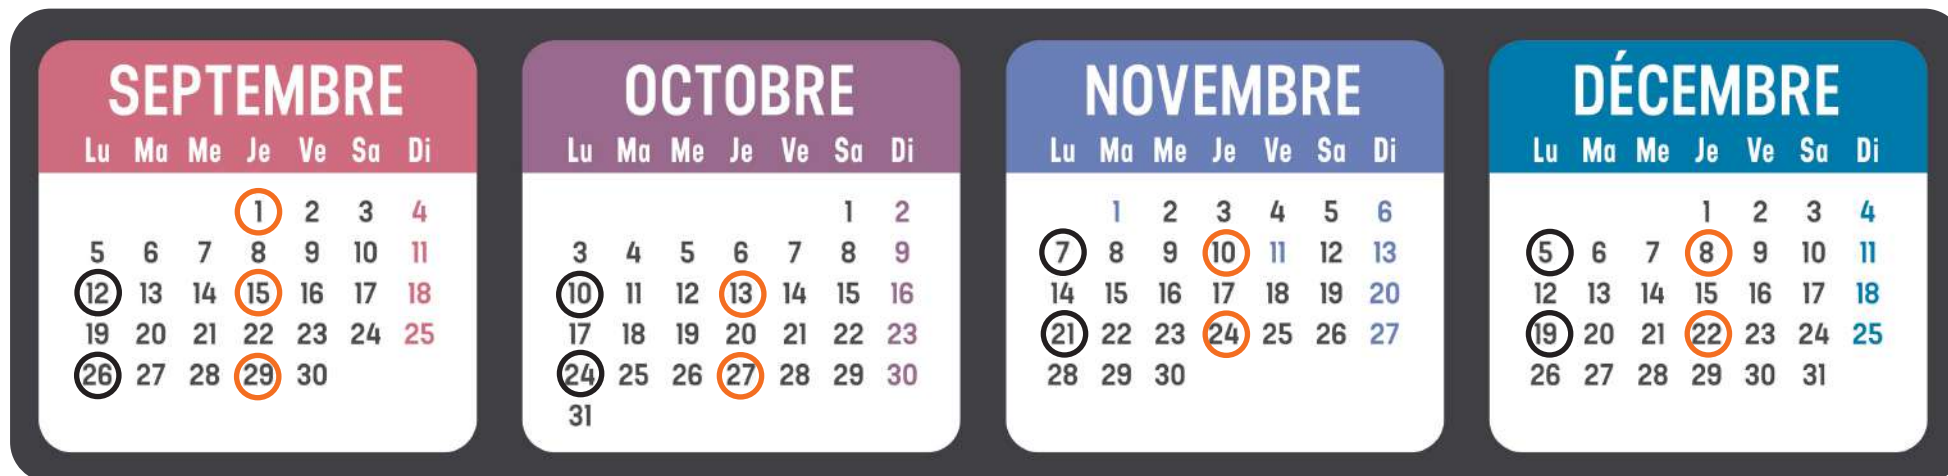 SEPTEMBRE
Lu Ma Me Je Ve Sa Di
1 2 3 4
5 6 7 8 9 10 11
12 13 14 15 16 17 18
19 20 21 22 23 24 25
26 27 28 29 30
OCTOBRE
Lu Ma Me Je Ve Sa Di
1 2
3 4 5 6 7 8 9
10 11 12 13 14 15 16
17 18 19 20 21 22 23
24 25 26 27 28 29 30
31
NOVEMBRE
Lu Ma Me Je Ve Sa Di
1 2 3 4 5 6
7 8 9 10 11 12 13
14 15 16 17 18 19 20
21 22 23 24 25 26 27
28 29 30
DÉCEMBRE
Lu Ma Me Je Ve Sa Di
1 2 3 4
5 6 7 8 9 10 11
12 13 14 15 16 17 18
19 20 21 22 23 24 25
26 27 28 29 30 31